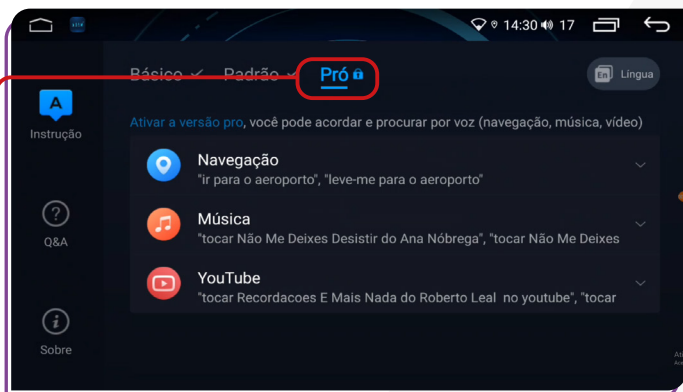 14:30 17
Básico Padrão Pró
En Língua
A
Instrução
Ativar a versão pro, você pode acordar e procurar por voz (navegação, música, vídeo)
Navegação
"ir para o aeroporto", "leve-me para o aeroporto"
Música
"tocar Não Me Deixes Desistir do Ana Nóbrega", "tocar Não Me Deixes
?
Q&A
YouTube
"tocar Recordacoes E Mais Nada do Roberto Leal no youtube", "tocar
i
Sobre